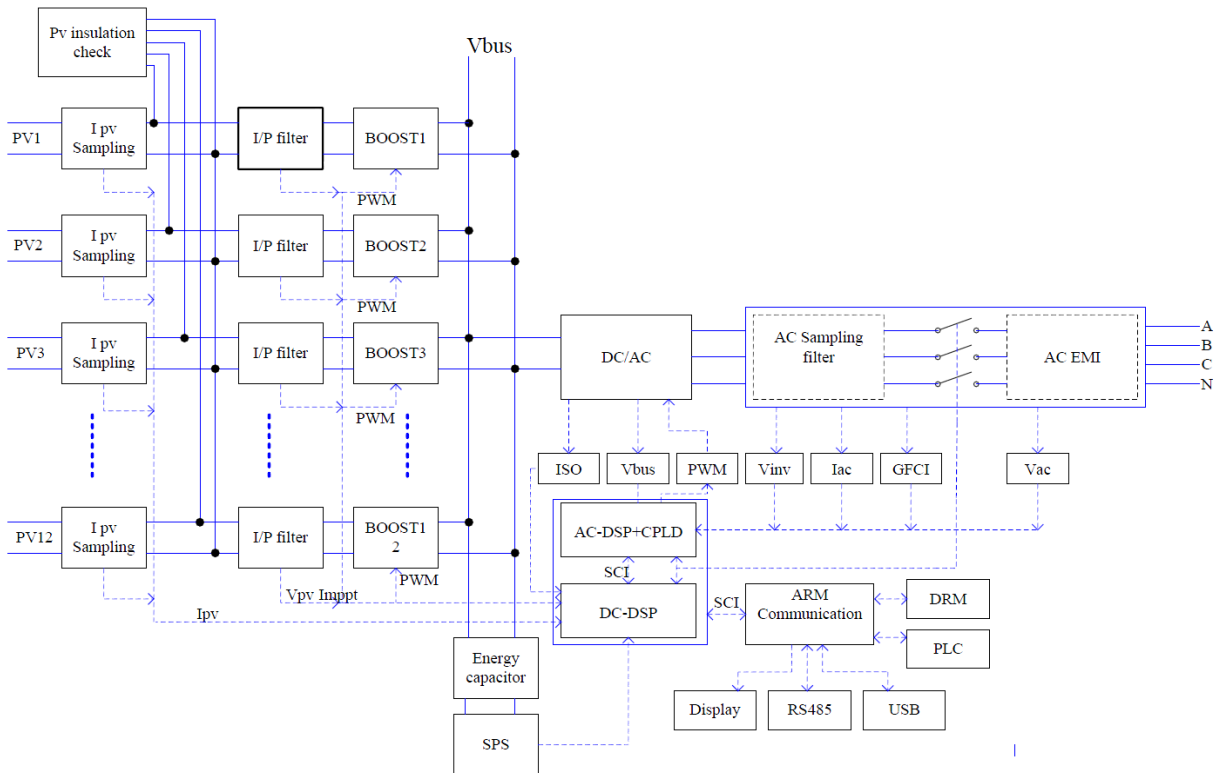 Pv insulation
check
Vbus
PV1
I pv
Sampling
I/P filter
BOOST1
PWM
PV2
I pv
Sampling
I/P filter
BOOST2
PWM
PV3
I pv
Sampling
I/P filter
BOOST3
PWM
DC/AC
AC Sampling
filter
AC EMI
A
B
C
N
ISO
Vbus
PWM
Vinv
Iac
GFCI
Vac
PV12
I pv
Sampling
I/P filter
BOOST1
2
PWM
AC-DSP+CPLD
SCI
DC-DSP
Vpv Imppt
Ipv
SCI
ARM
Communication
DRM
PLC
Energy
capacitor
SPS
Display
RS485
USB